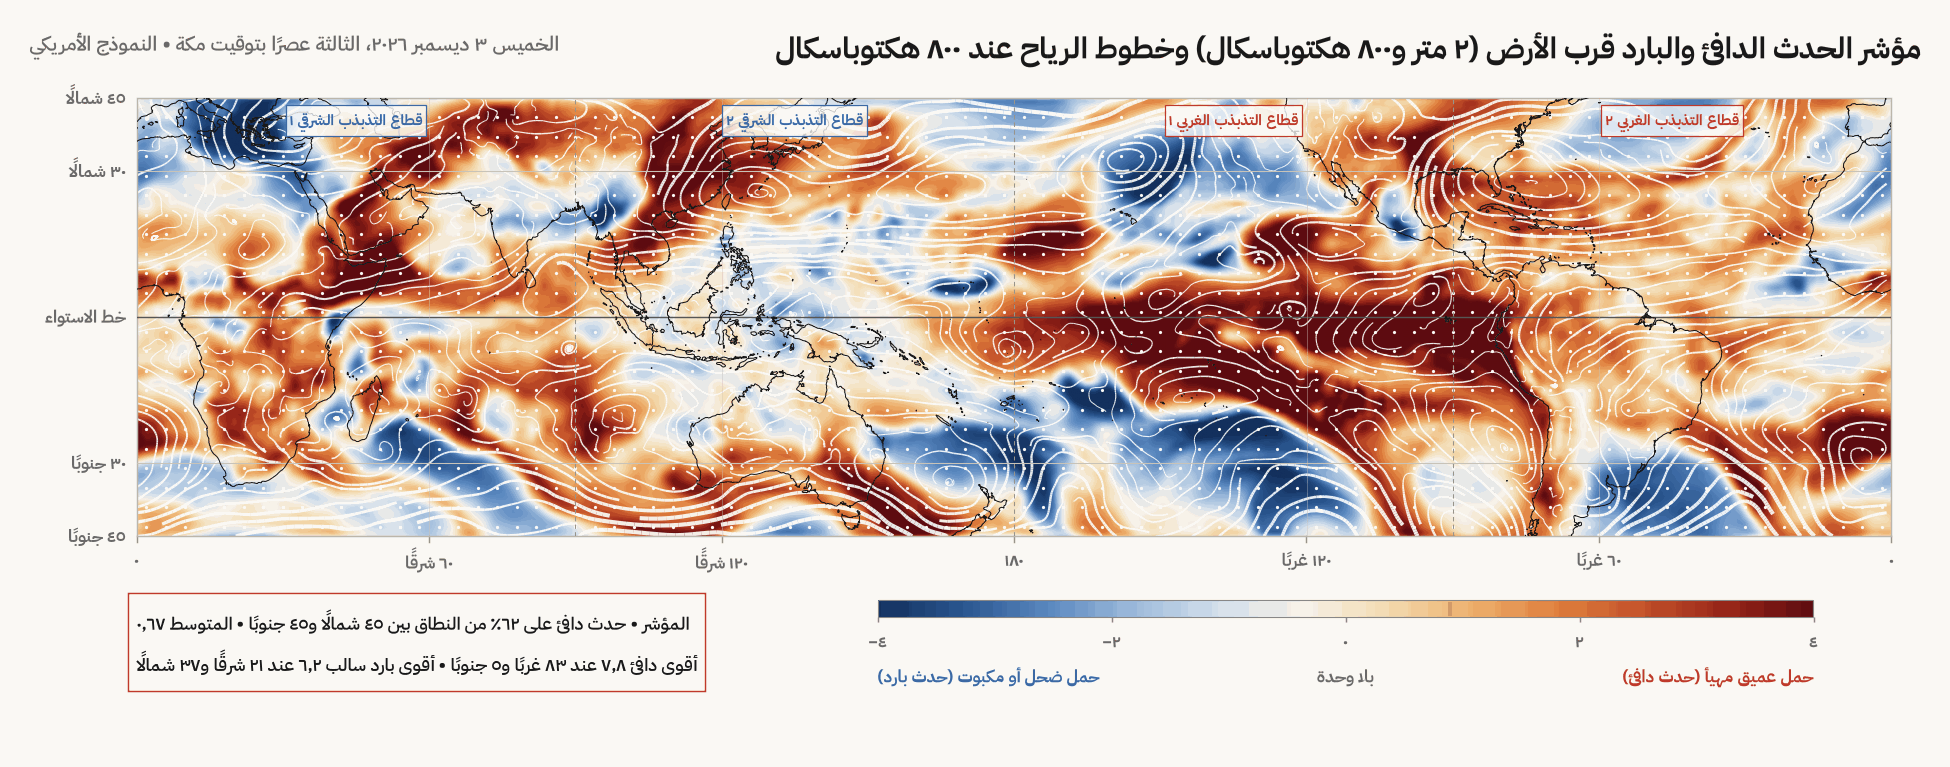 مؤشر الحدث الدافئ والبارد قرب الأرض (٢ متر و٨٠٠ هكتوباسكال) وخطوط الرياح عند ٨٠٠ هكتوباسكال
الخميس ٣ ديسمبر ٢٠٢٦، الثالثة عصرًا بتوقيت مكة • النموذج الأمريكي
٤٥ شمالًا
٣٠ شمالًا
خط الاستواء
٣٠ جنوبًا
٤٥ جنوبًا
قطاع التذبذب الشرقي ١
قطاع التذبذب الشرقي ٢
قطاع التذبذب الغربي ١
قطاع التذبذب الغربي ٢
٠
٦٠ شرقًا
١٢٠ شرقًا
١٨٠
١٢٠ غربًا
٦٠ غربًا
٠
المؤشر • حدث دافئ على ٦٢٪ من النطاق بين ٤٥ شمالًا و٤٥ جنوبًا • المتوسط ٠,٦٧
أقوى دافئ ٧,٨ عند ٨٣ غربًا و٥ جنوبًا • أقوى بارد سالب ٦,٢ عند ٢١ شرقًا و٣٧ شمالًا
−٤
−٢
٠
٢
٤
حمل ضحل أو مكبوت (حدث بارد)
بلا وحدة
حمل عميق مهيأ (حدث دافئ)